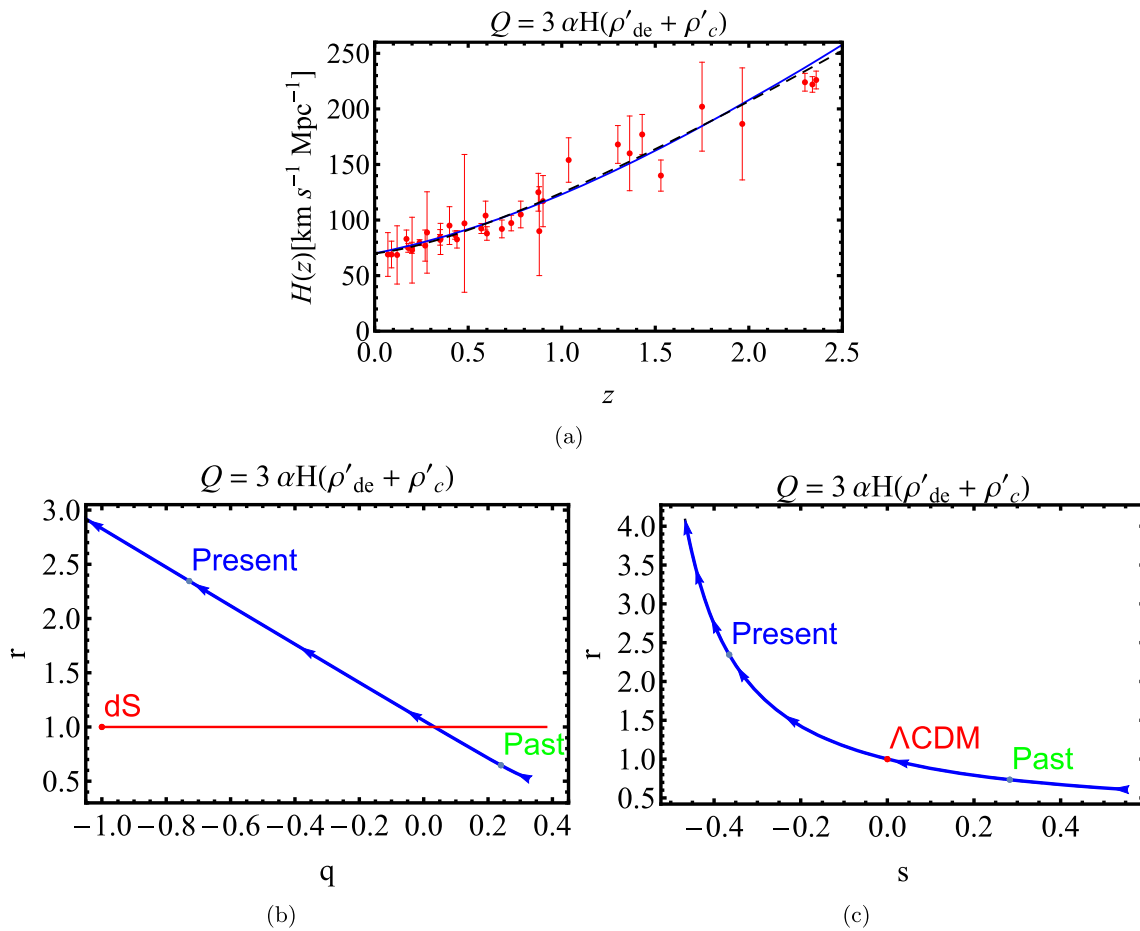 Q = 3 αH(ρ′de + ρ′c)
250
200
150
100
50
0
H(z)[km s⁻¹ Mpc⁻¹]
0.0 0.5 1.0 1.5 2.0 2.5
z
(a)
Q = 3 αH(ρ′de + ρ′c)
3.0
2.5
2.0
1.5
1.0
0.5
r
Present
dS
Past
−1.0 −0.8 −0.6 −0.4 −0.2 0.0 0.2 0.4
q
(b)
Q = 3 αH(ρ′de + ρ′c)
4.0
3.5
3.0
2.5
2.0
1.5
1.0
0.5
r
Present
ΛCDM
Past
−0.4 −0.2 0.0 0.2 0.4
s
(c)